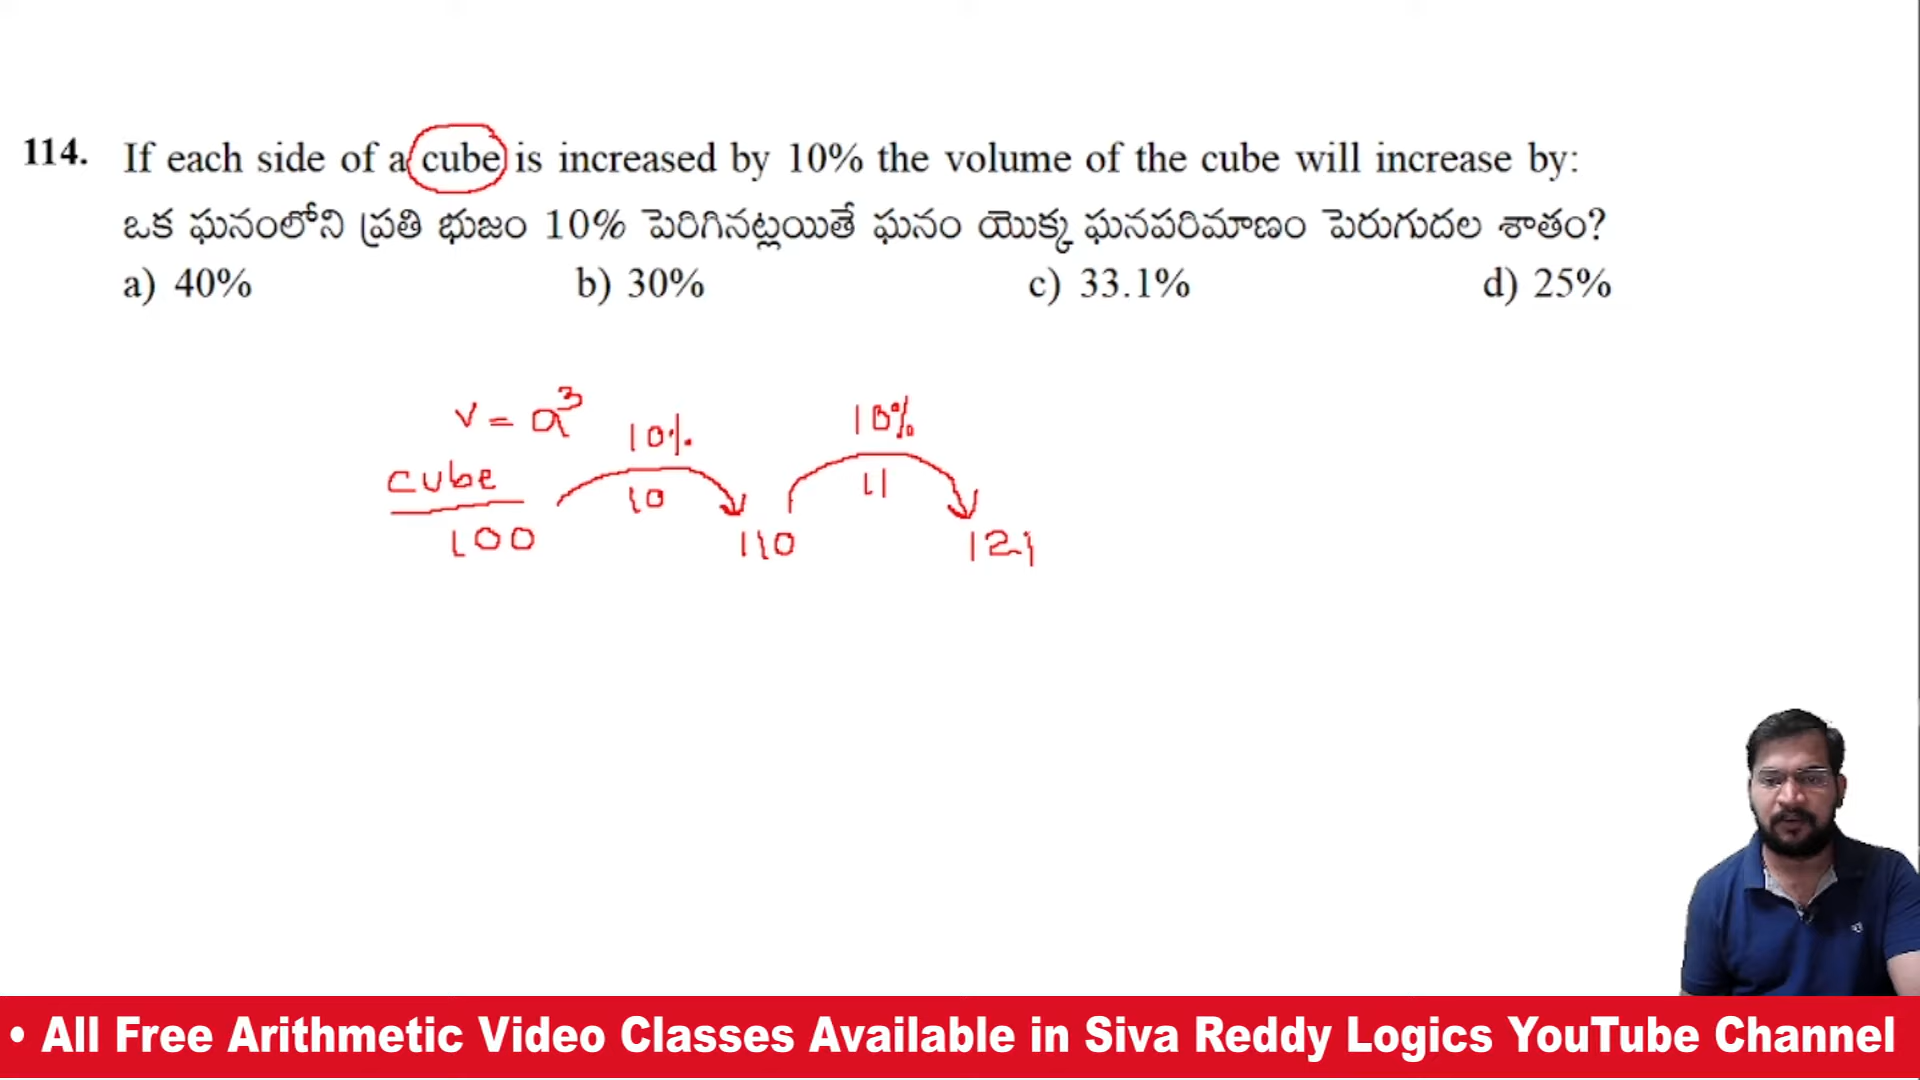 114. If each side of a cube is increased by 10% the volume of the cube will increase by:
ఒక ఘనంలోని ప్రతి భుజం 10% పెరిగినట్లయితే ఘనం యొక్క ఘనపరిమాణం పెరుగుదల శాతం?
a) 40% b) 30% c) 33.1% d) 25%
v = a³
10%
10%
cube
10
11
100
110
121
• All Free Arithmetic Video Classes Available in Siva Reddy Logics YouTube Channel